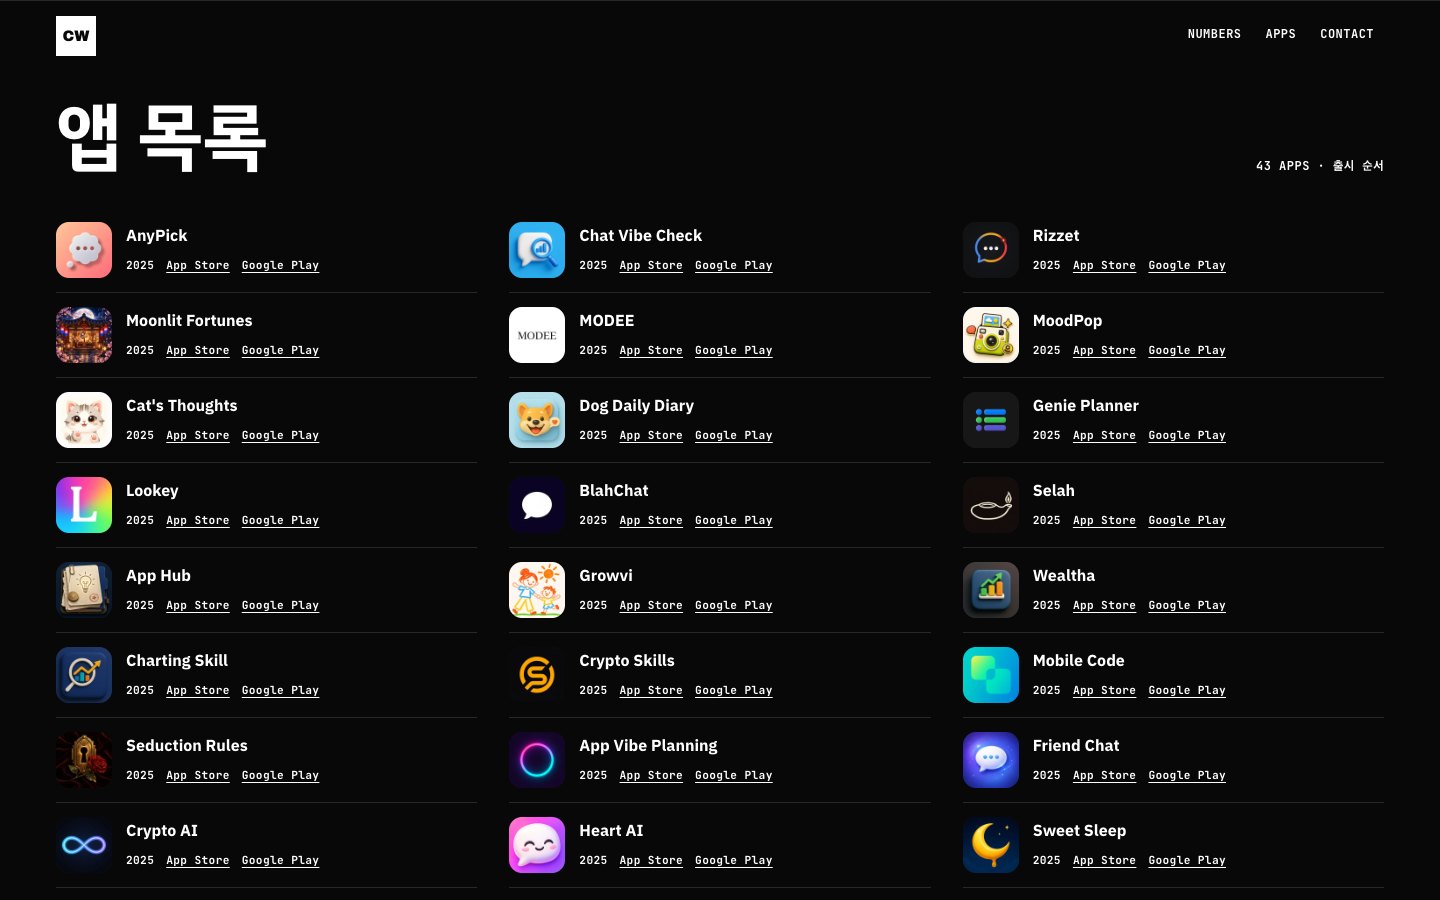 CW
NUMBERS APPS CONTACT
앱 목록
43 APPS · 출시 순서
AnyPick
2025 App Store Google Play
Chat Vibe Check
2025 App Store Google Play
Rizzet
2025 App Store Google Play
Moonlit Fortunes
2025 App Store Google Play
MODEE
MODEE
2025 App Store Google Play
MoodPop
2025 App Store Google Play
Cat's Thoughts
2025 App Store Google Play
Dog Daily Diary
2025 App Store Google Play
Genie Planner
2025 App Store Google Play
L
Lookey
2025 App Store Google Play
BlahChat
2025 App Store Google Play
Selah
2025 App Store Google Play
App Hub
2025 App Store Google Play
Growvi
2025 App Store Google Play
Wealtha
2025 App Store Google Play
Charting Skill
2025 App Store Google Play
Crypto Skills
2025 App Store Google Play
Mobile Code
2025 App Store Google Play
Seduction Rules
2025 App Store Google Play
App Vibe Planning
2025 App Store Google Play
Friend Chat
2025 App Store Google Play
Crypto AI
2025 App Store Google Play
Heart AI
2025 App Store Google Play
Sweet Sleep
2025 App Store Google Play